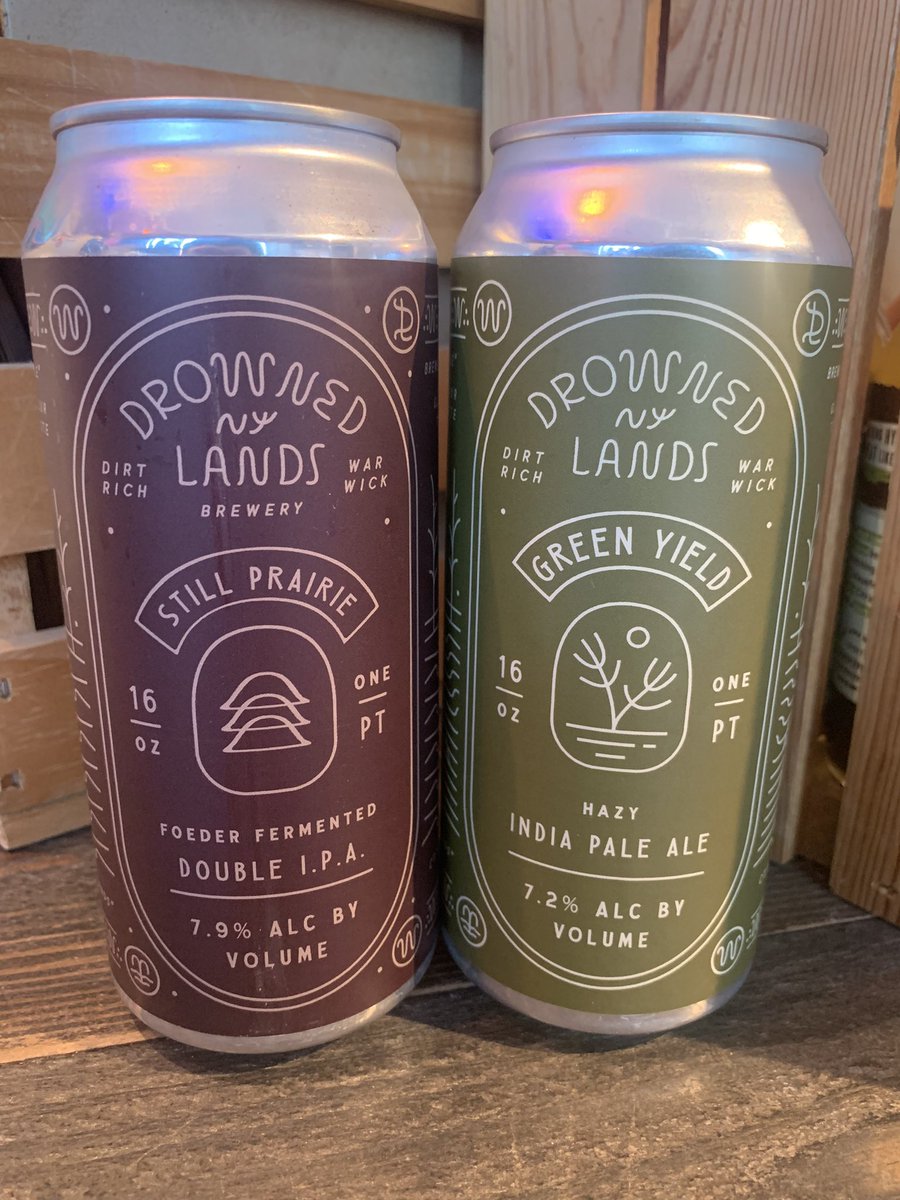 W
D
DROWNED
NY
LANDS
DIRT
RICH
WAR
WICK
BREWERY
STILL PRAIRIE
16
OZ
ONE
PT
FOEDER FERMENTED
DOUBLE I.P.A.
7.9% ALC BY
VOLUME
W
W
D
DROWNED
NY
LANDS
DIRT
RICH
WAR
WICK
GREEN YIELD
16
OZ
ONE
PT
HAZY
INDIA PALE ALE
7.2% ALC BY
VOLUME
W